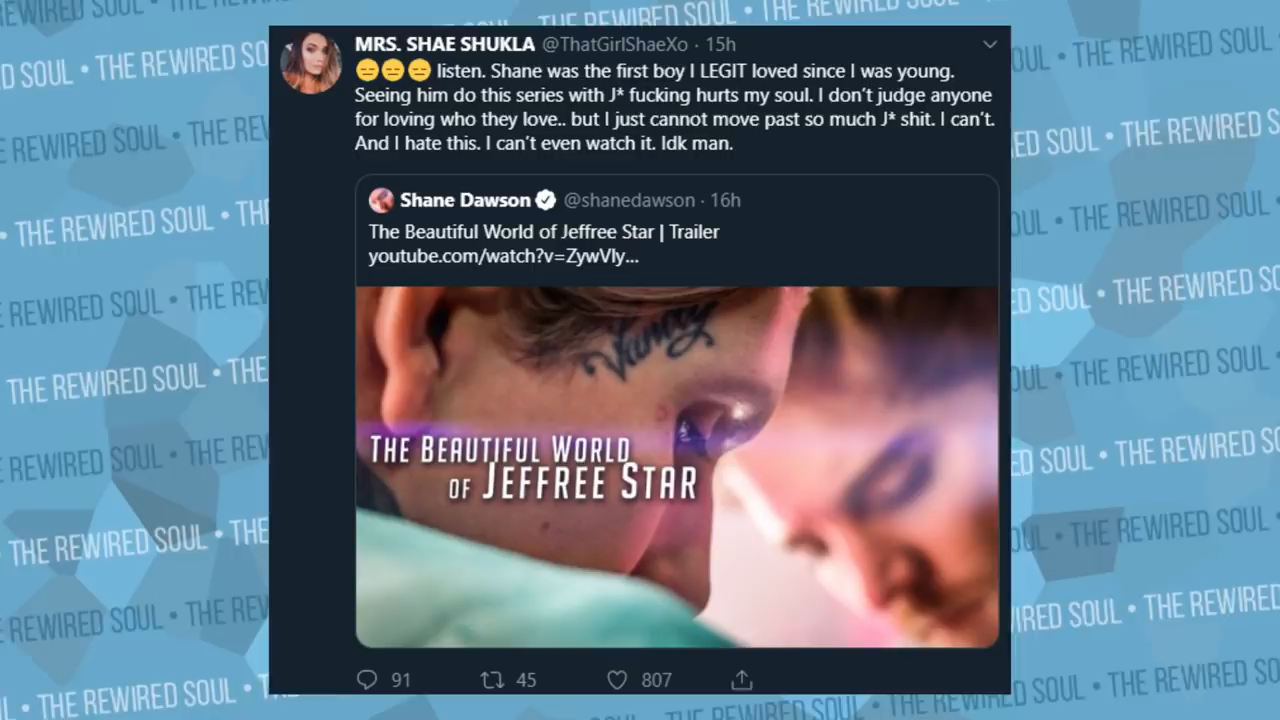 MRS. SHAE SHUKLA @ThatGirlShaeXo · 15h
😑😑😑 listen. Shane was the first boy I LEGIT loved since I was young.
Seeing him do this series with J* fucking hurts my soul. I don't judge anyone
for loving who they love.. but I just cannot move past so much J* shit. I can't.
And I hate this. I can't even watch it. Idk man.
Shane Dawson @shanedawson · 16h
The Beautiful World of Jeffree Star | Trailer
youtube.com/watch?v=ZywVly...
THE BEAUTIFUL WORLD
OF JEFFREE STAR
91 45 807
THE REWIRED SOUL • THE REWIRED SOUL